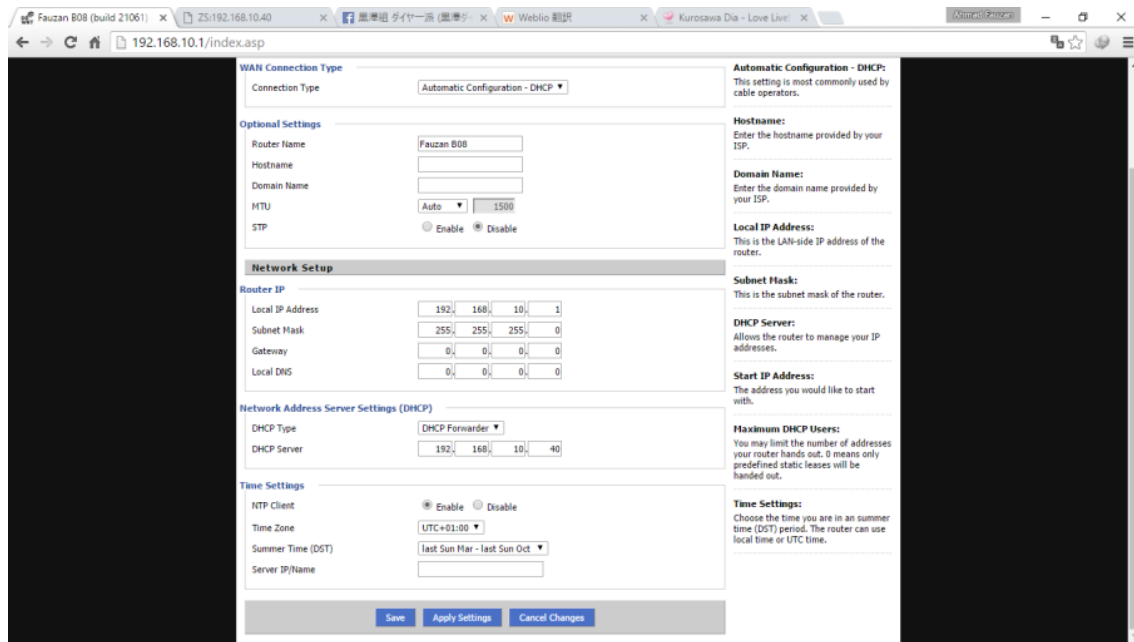 Fauzan B08 (build 21061)
ZS:192.168.10.40
黒澤組 ダイヤ一派 (黒澤
Weblio 翻訳
Kurosawa Dia - Love Live!
Ahmad Fauzan
192.168.10.1/index.asp
WAN Connection Type
Connection Type Automatic Configuration - DHCP
Optional Settings
Router Name Fauzan B08
Hostname
Domain Name
MTU Auto 1500
STP Enable Disable
Network Setup
Router IP
Local IP Address 192. 168. 10. 1
Subnet Mask 255. 255. 255. 0
Gateway 0. 0. 0. 0
Local DNS 0. 0. 0. 0
Network Address Server Settings (DHCP)
DHCP Type DHCP Forwarder
DHCP Server 192. 168. 10. 40
Time Settings
NTP Client Enable Disable
Time Zone UTC+01:00
Summer Time (DST) last Sun Mar - last Sun Oct
Server IP/Name
Save Apply Settings Cancel Changes
Automatic Configuration - DHCP:
This setting is most commonly used by
cable operators.
Hostname:
Enter the hostname provided by your
ISP.
Domain Name:
Enter the domain name provided by
your ISP.
Local IP Address:
This is the LAN-side IP address of the
router.
Subnet Mask:
This is the subnet mask of the router.
DHCP Server:
Allows the router to manage your IP
addresses.
Start IP Address:
The address you would like to start
with.
Maximum DHCP Users:
You may limit the number of addresses
your router hands out. 0 means only
predefined static leases will be
handed out.
Time Settings:
Choose the time you are in an summer
time (DST) period. The router can use
local time or UTC time.